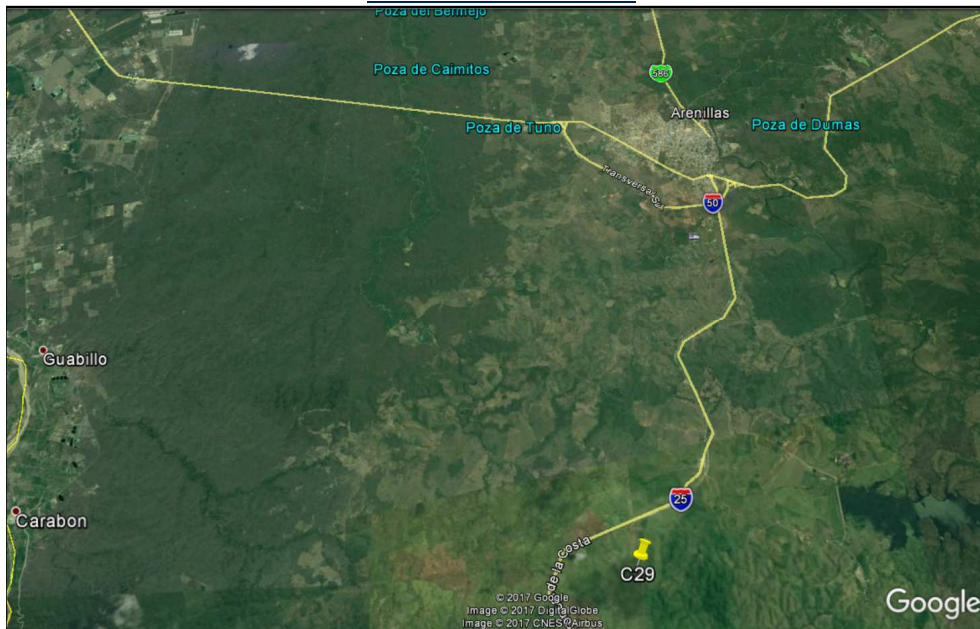 Poza del Bermejo
Poza de Caimitos
586
Arenillas
Poza de Tuno
Poza de Dumas
Transversal Su
50
Guabillo
25
Carabon
de la Costa
C29
© 2017 Google
Image © 2017 DigitalGlobe
Image © 2017 CNES / Airbus
Google